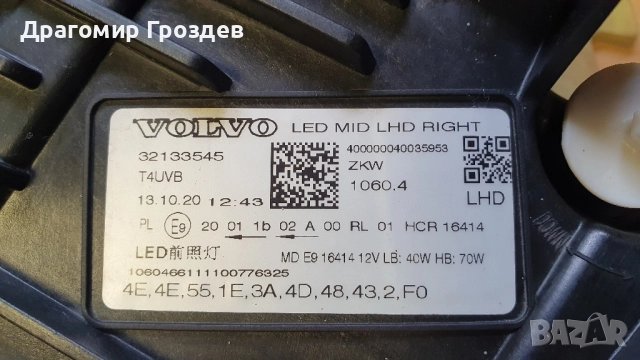 Драгомир Гроздев
VOLVO LED MID LHD RIGHT
32133545
400000040035953
T4UVB
ZKW
13.10.20 12:43
1060.4
LHD
PL E9 20 01 1b 02 A 00 RL 01 HCR 16414
LED前照灯 MD E9 16414 12V LB: 40W HB: 70W
1060466111100776325
4E,4E,55,1E,3A,4D,48,43,2,F0
BAZAR